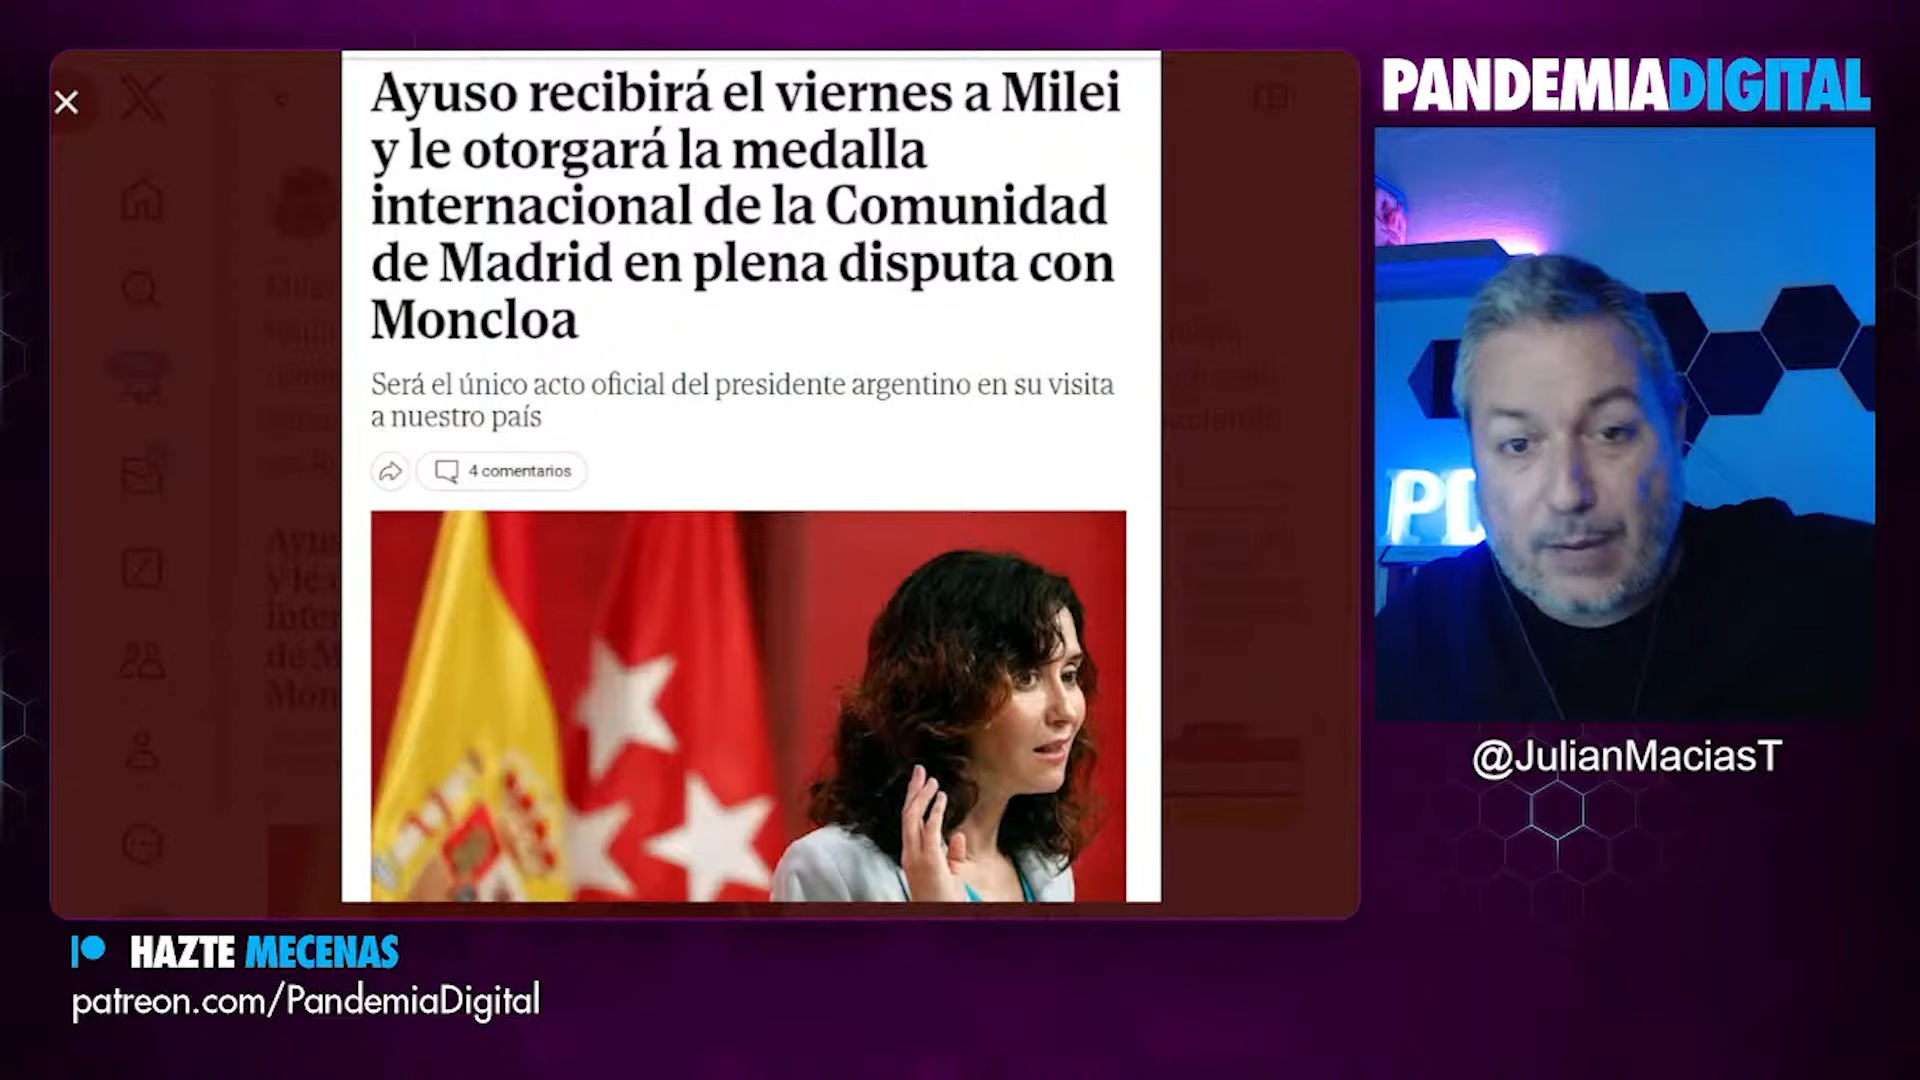 Ayuso recibirá el viernes a Milei
y le otorgará la medalla
internacional de la Comunidad
de Madrid en plena disputa con
Moncloa
Será el único acto oficial del presidente argentino en su visita
a nuestro país
4 comentarios
PANDEMIADIGITAL
PD
@JulianMaciasT
HAZTE MECENAS
patreon.com/PandemiaDigital